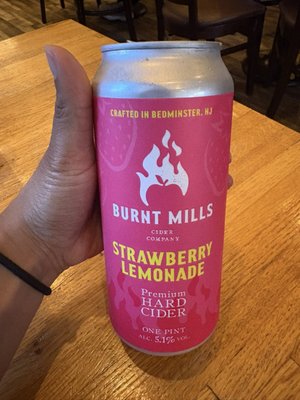 CRAFTED IN BEDMINSTER, NJ
BURNT MILLS
CIDER
COMPANY
STRAWBERRY
LEMONADE
Premium
HARD
CIDER
ONE PINT
ALC. 5.1% VOL.